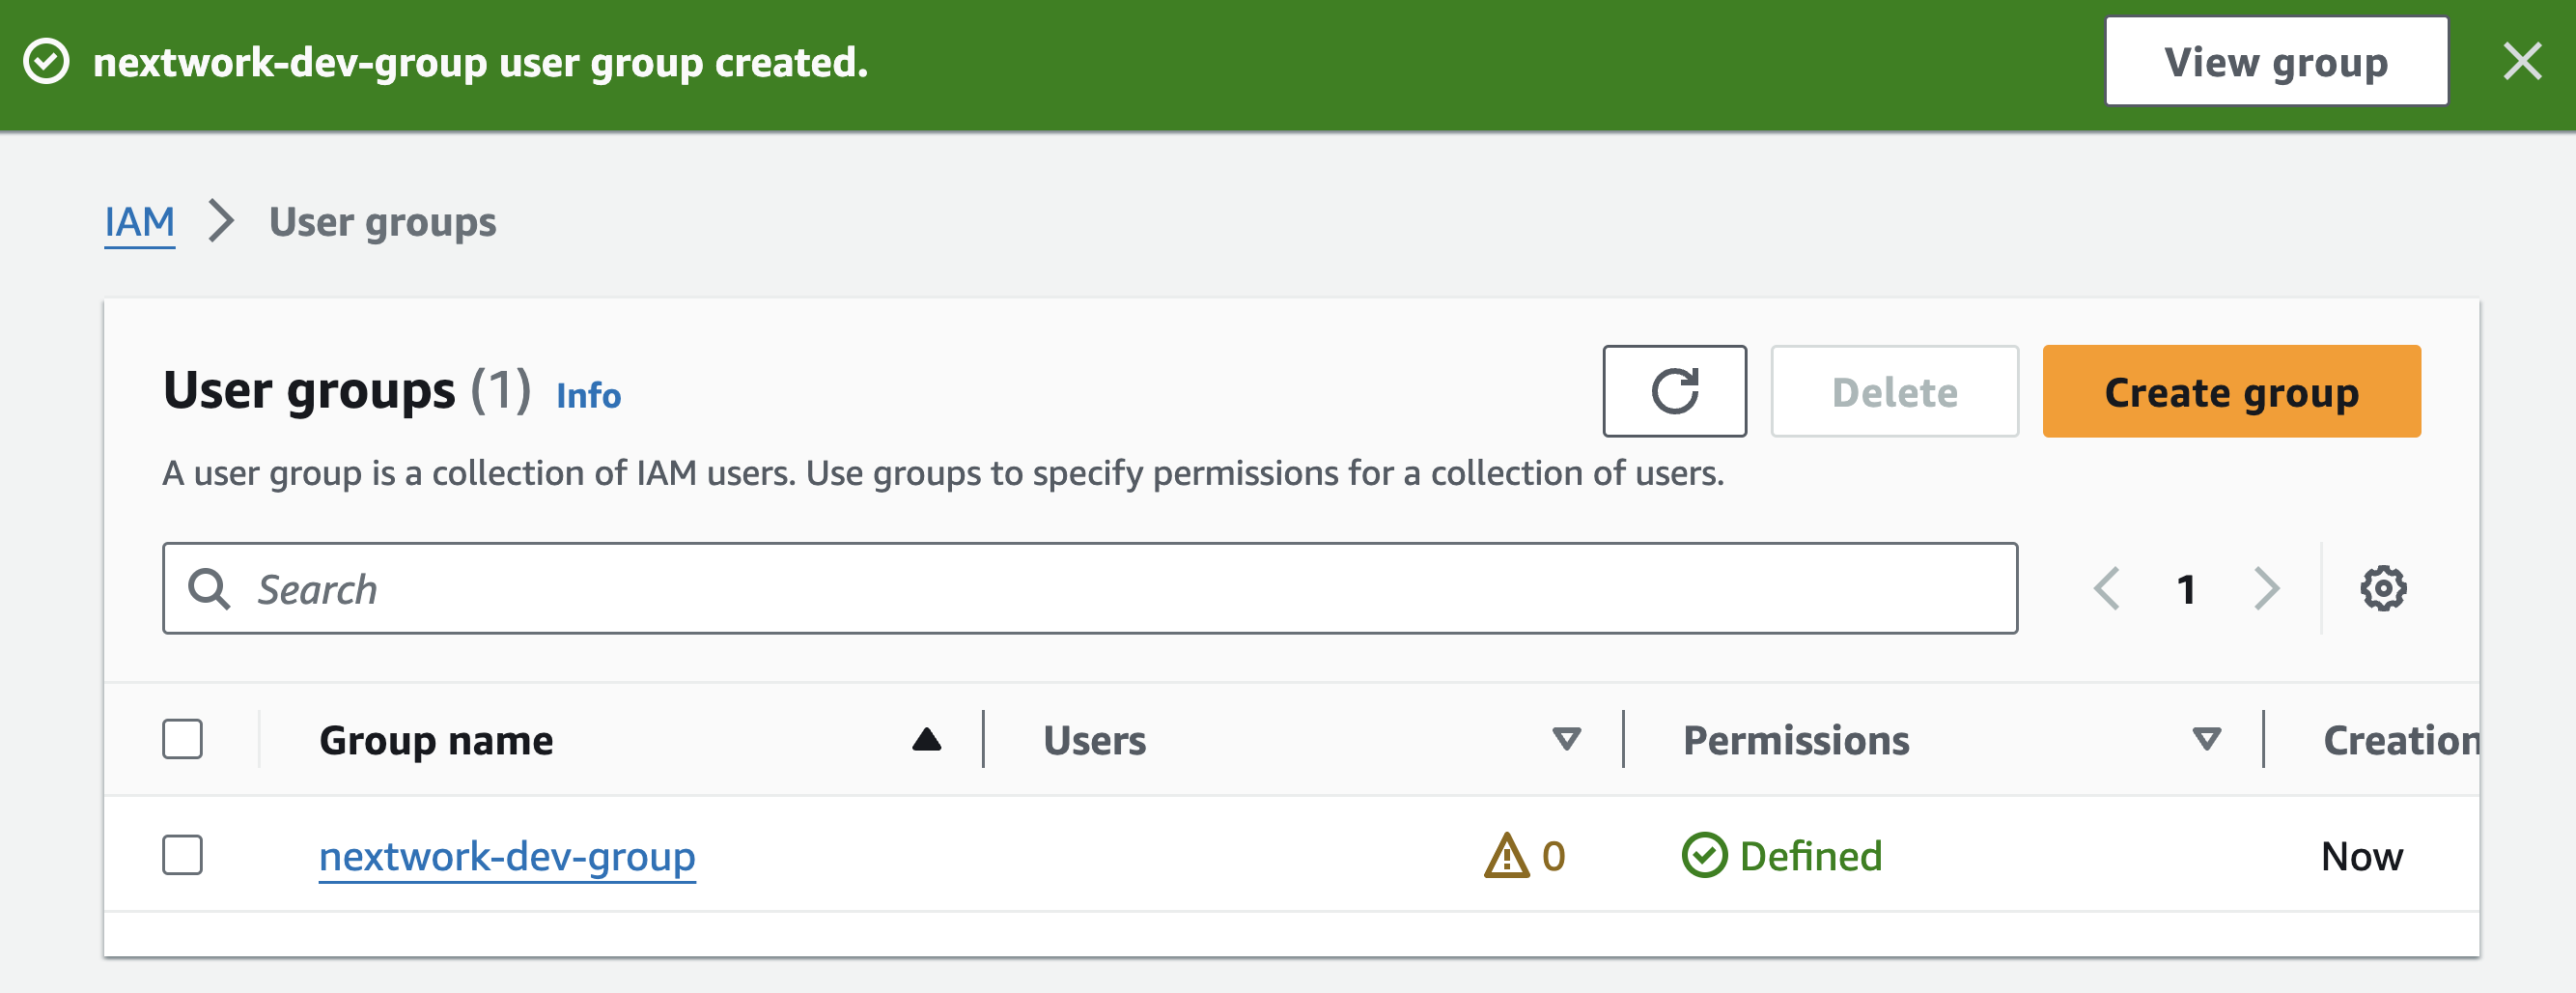 nextwork-dev-group user group created.
View group
IAM
User groups
User groups (1) Info
Delete
Create group
A user group is a collection of IAM users. Use groups to specify permissions for a collection of users.
Search
1
Group name
Users
Permissions
Creation
nextwork-dev-group
0
Defined
Now